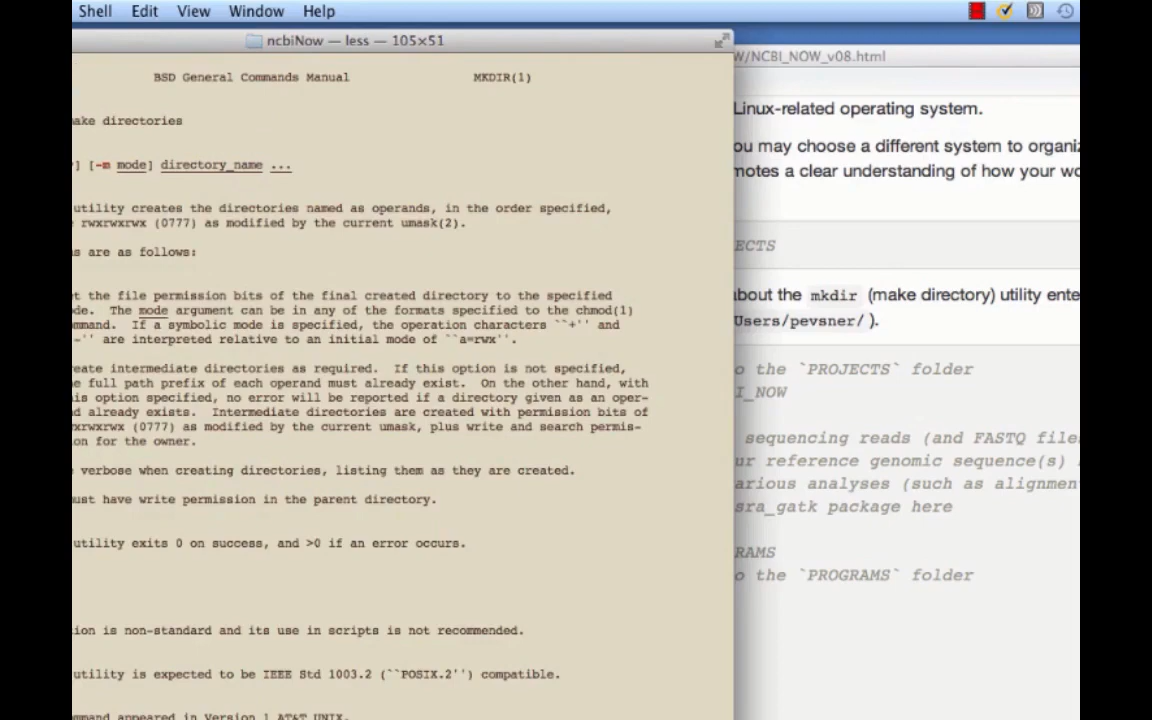 Shell Edit View Window Help
ncbiNow — less — 105×51
BSD General Commands Manual MKDIR(1)
ake directories
] [-m mode] directory_name ...
utility creates the directories named as operands, in the order specified,
rwxrwxrwx (0777) as modified by the current umask(2).
s are as follows:
t the file permission bits of the final created directory to the specified
de. The mode argument can be in any of the formats specified to the chmod(1)
mmand. If a symbolic mode is specified, the operation characters ``+'' and
-'' are interpreted relative to an initial mode of ``a=rwx''.
eate intermediate directories as required. If this option is not specified,
e full path prefix of each operand must already exist. On the other hand, with
is option specified, no error will be reported if a directory given as an oper-
d already exists. Intermediate directories are created with permission bits of
xrwxrwx (0777) as modified by the current umask, plus write and search permis-
on for the owner.
verbose when creating directories, listing them as they are created.
ust have write permission in the parent directory.
utility exits 0 on success, and >0 if an error occurs.
ion is non-standard and its use in scripts is not recommended.
utility is expected to be IEEE Std 1003.2 (``POSIX.2'') compatible.
ommand appeared in Version 1 AT&T UNIX.
W/NCBI_NOW_v08.html
Linux-related operating system.
ou may choose a different system to organiz
motes a clear understanding of how your wo
ECTS
about the mkdir (make directory) utility ente
Users/pevsner/ ).
o the `PROJECTS` folder
I_NOW
sequencing reads (and FASTQ file
ur reference genomic sequence(s)
arious analyses (such as alignmen
sra_gatk package here
RAMS
o the `PROGRAMS` folder